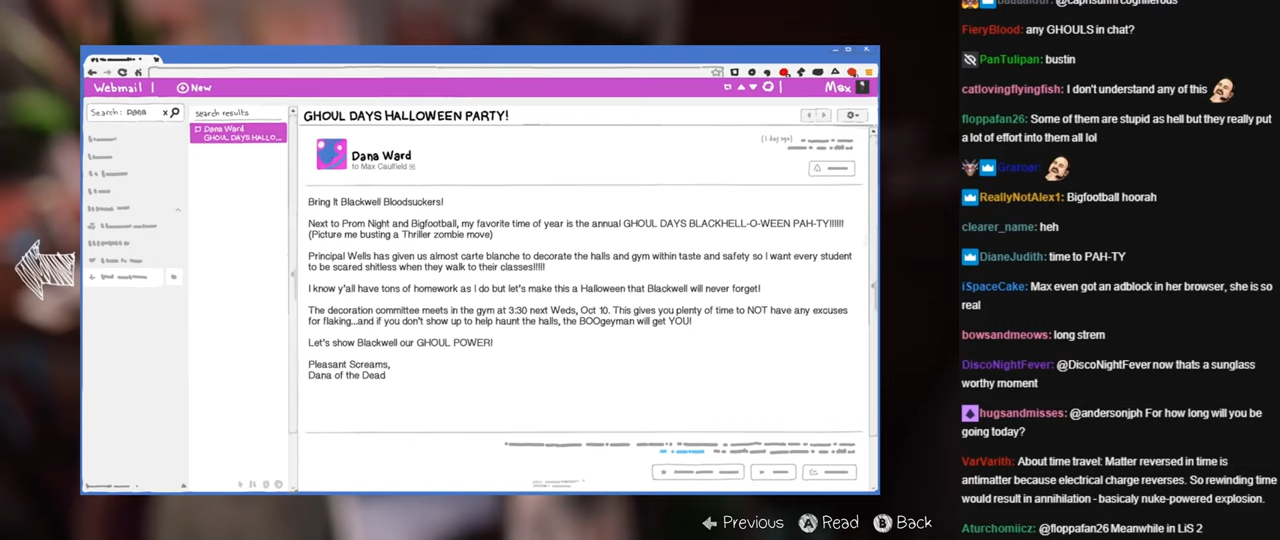 Webmail
New
Max
Search: Dana x
search results
Dana Ward
GHOUL DAYS HALLO...
GHOUL DAYS HALLOWEEN PARTY!
(1 day ago)
Dana Ward
to Max Caulfield
Bring It Blackwell Bloodsuckers!
Next to Prom Night and Bigfootball, my favorite time of year is the annual GHOUL DAYS BLACKHELL-O-WEEN PAH-TY!!!!!!
(Picture me busting a Thriller zombie move)
Principal Wells has given us almost carte blanche to decorate the halls and gym within taste and safety so I want every student
to be scared shitless when they walk to their classes!!!!!
I know y'all have tons of homework as I do but let's make this a Halloween that Blackwell will never forget!
The decoration committee meets in the gym at 3:30 next Weds, Oct 10. This gives you plenty of time to NOT have any excuses
for flaking...and if you don't show up to help haunt the halls, the BOOgeyman will get YOU!
Let's show Blackwell our GHOUL POWER!
Pleasant Screams,
Dana of the Dead
Previous A Read B Back
FieryBlood: any GHOULS in chat?
PanTulipan: bustin
catlovingflyingfish: I don't understand any of this
floppafan26: Some of them are stupid as hell but they really put
a lot of effort into them all lol
Graroar:
ReallyNotAlex1: Bigfootball hoorah
clearer_name: heh
DianeJudith: time to PAH-TY
iSpaceCake: Max even got an adblock in her browser, she is so
real
bowsandmeows: long strem
DiscoNightFever: @DiscoNightFever now thats a sunglass
worthy moment
hugsandmisses: @andersonjph For how long will you be
going today?
VarVarith: About time travel: Matter reversed in time is
antimatter because electrical charge reverses. So rewinding time
would result in annihilation - basicaly nuke-powered explosion.
Aturchomiicz: @floppafan26 Meanwhile in LiS 2